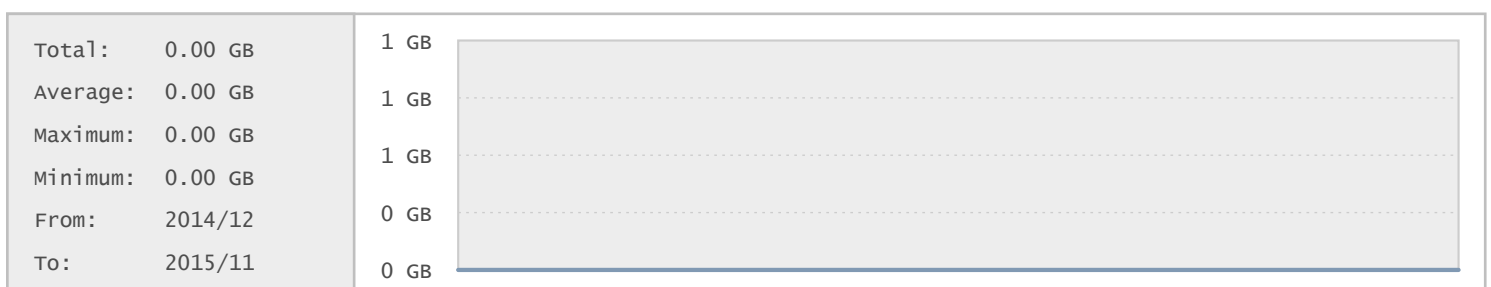 Total: 0.00 GB
Average: 0.00 GB
Maximum: 0.00 GB
Minimum: 0.00 GB
From: 2014/12
To: 2015/11
1 GB
1 GB
1 GB
0 GB
0 GB